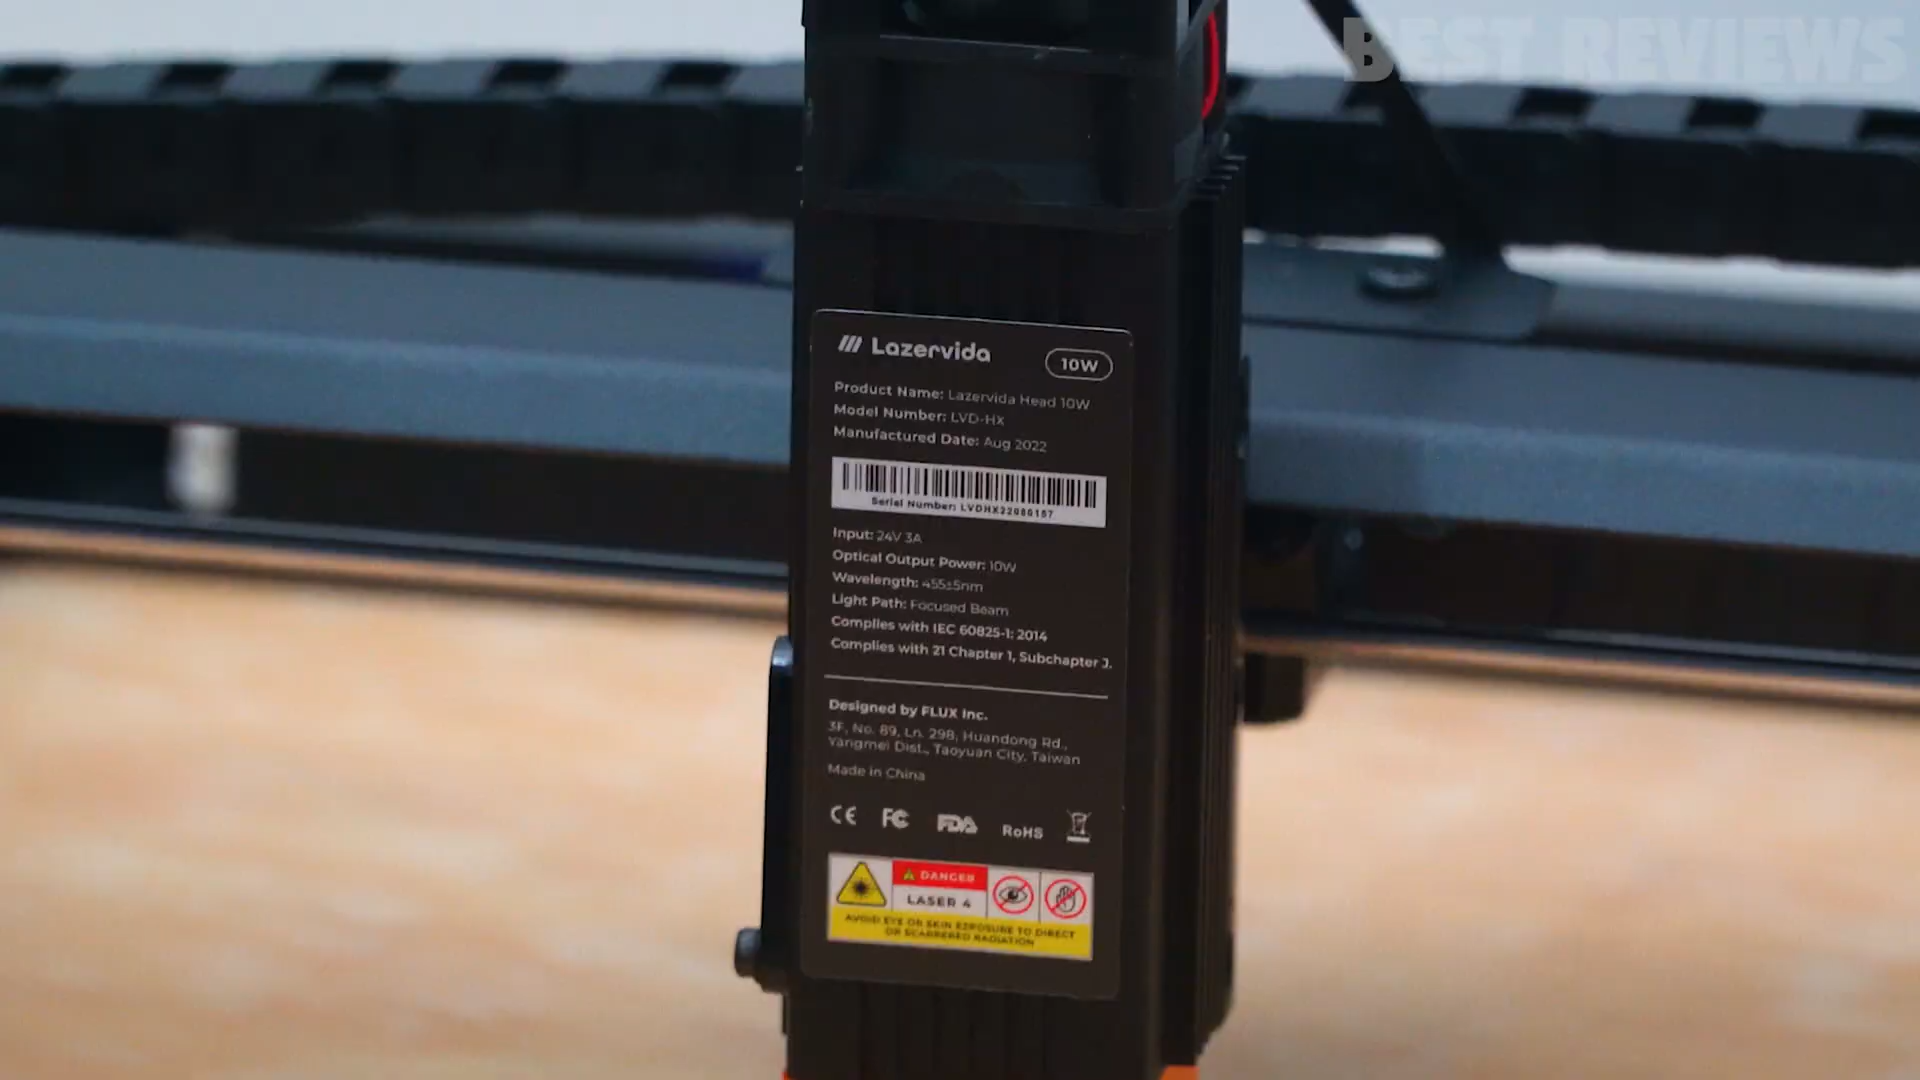 BEST REVIEWS
Lazervida
10W
Product Name: Lazervida Head 10W
Model Number: LVD-HX
Manufactured Date: Aug 2022
Serial Number: LVDHX22080157
Input: 24V 3A
Optical Output Power: 10W
Wavelength: 455±5nm
Light Path: Focused Beam
Complies with IEC 60825-1: 2014
Complies with 21 Chapter 1, Subchapter J.
Designed by FLUX Inc.
3F, No. 89, Ln. 298, Huandong Rd.,
Yangmei Dist., Taoyuan City, Taiwan
Made in China
CE FC FDA RoHS
DANGER
LASER 4
AVOID EYE OR SKIN EZPOSURE TO DIRECT
OR SCARRERED RADIATION